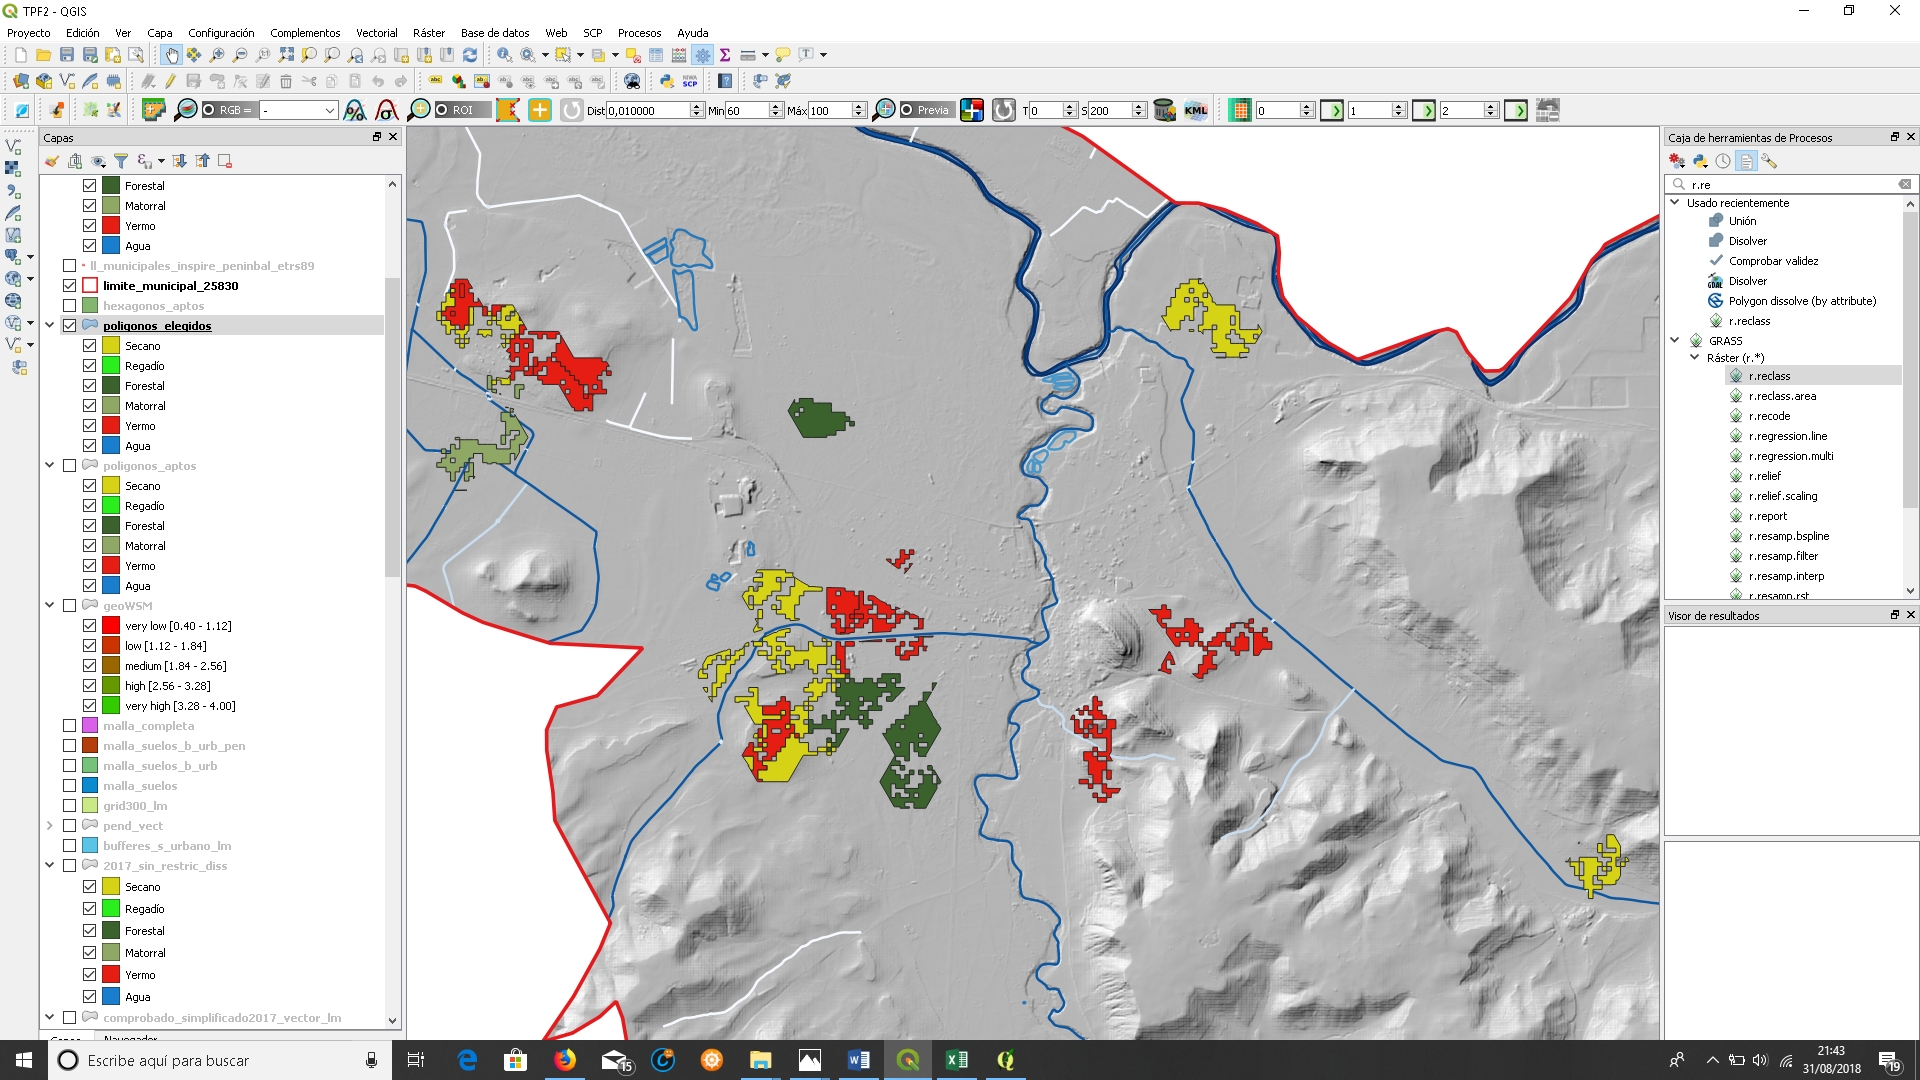 TPF2 - QGIS
Proyecto Edición Ver Capa Configuración Complementos Vectorial Ráster Base de datos Web SCP Procesos Ayuda
RGB = - ROI Dist 0,010000 Mín 60 Máx 100 Previa T 0 S 200 KML 0 1 2
Capas
Forestal
Matorral
Yermo
Agua
ll_municipales_inspire_peninbal_etrs89
limite_municipal_25830
hexagonos_aptos
poligonos_elegidos
Secano
Regadío
Forestal
Matorral
Yermo
Agua
poligonos_aptos
Secano
Regadío
Forestal
Matorral
Yermo
Agua
geoWSM
very low [0.40 - 1.12]
low [1.12 - 1.84]
medium [1.84 - 2.56]
high [2.56 - 3.28]
very high [3.28 - 4.00]
malla_completa
malla_suelos_b_urb_pen
malla_suelos_b_urb
malla_suelos
grid300_lm
pend_vect
bufferes_s_urbano_lm
2017_sin_restric_diss
Secano
Regadío
Forestal
Matorral
Yermo
Agua
comprobado_simplificado2017_vector_lm
Capas Navegador
Caja de herramientas de Procesos
r.re
Usado recientemente
Unión
Disolver
Comprobar validez
Disolver
Polygon dissolve (by attribute)
r.reclass
GRASS
Ráster (r.*)
r.reclass
r.reclass.area
r.recode
r.regression.line
r.regression.multi
r.relief
r.relief.scaling
r.report
r.resamp.bspline
r.resamp.filter
r.resamp.interp
r.resamp.rst
Visor de resultados
Escribe aquí para buscar
15
21:43
31/08/2018
19